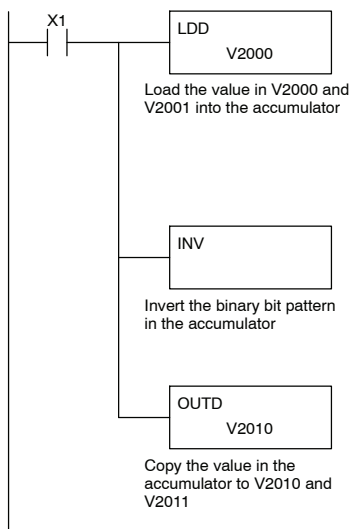 X1
LDD
V2000
Load the value in V2000 and
V2001 into the accumulator
INV
Invert the binary bit pattern
in the accumulator
OUTD
V2010
Copy the value in the
accumulator to V2010 and
V2011